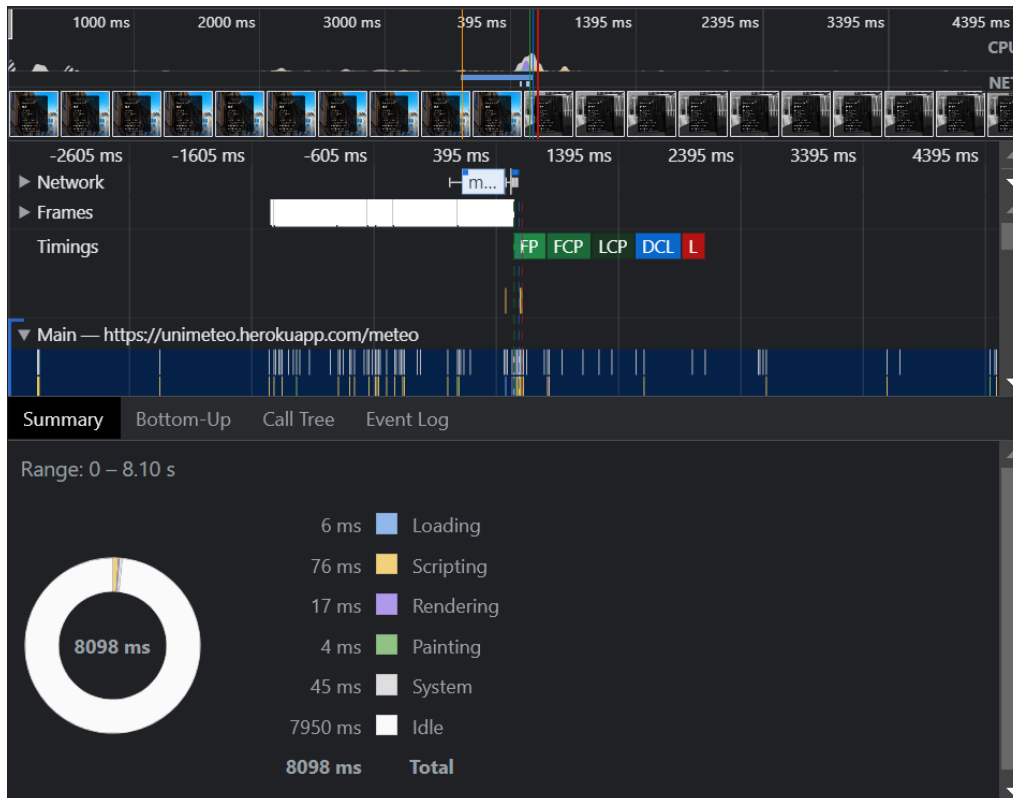 1000 ms 2000 ms 3000 ms 395 ms 1395 ms 2395 ms 3395 ms 4395 ms
CPU
NET
-2605 ms -1605 ms -605 ms 395 ms 1395 ms 2395 ms 3395 ms 4395 ms
Network m...
Frames
Timings FP FCP LCP DCL L
Main — https://unimeteo.herokuapp.com/meteo
Summary Bottom-Up Call Tree Event Log
Range: 0 – 8.10 s
6 ms Loading
76 ms Scripting
17 ms Rendering
4 ms Painting
8098 ms
45 ms System
7950 ms Idle
8098 ms Total